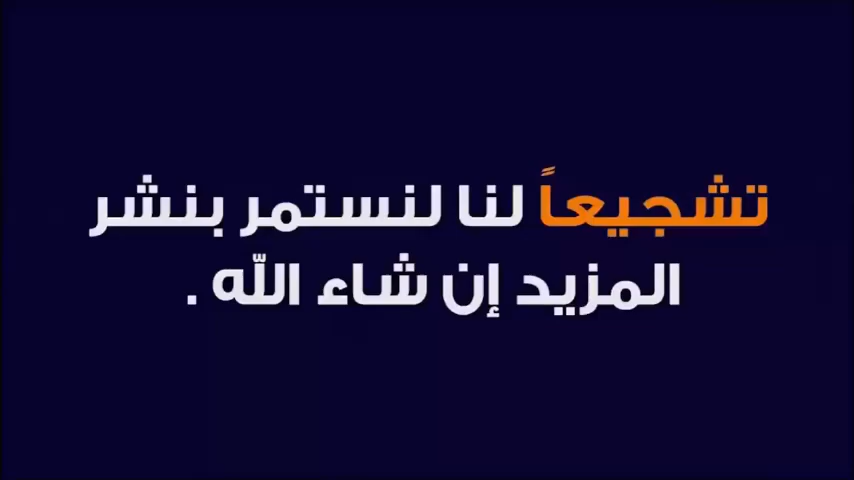 تشجيعاً لنا لنستمر بنشر
المزيد إن شاء الله .